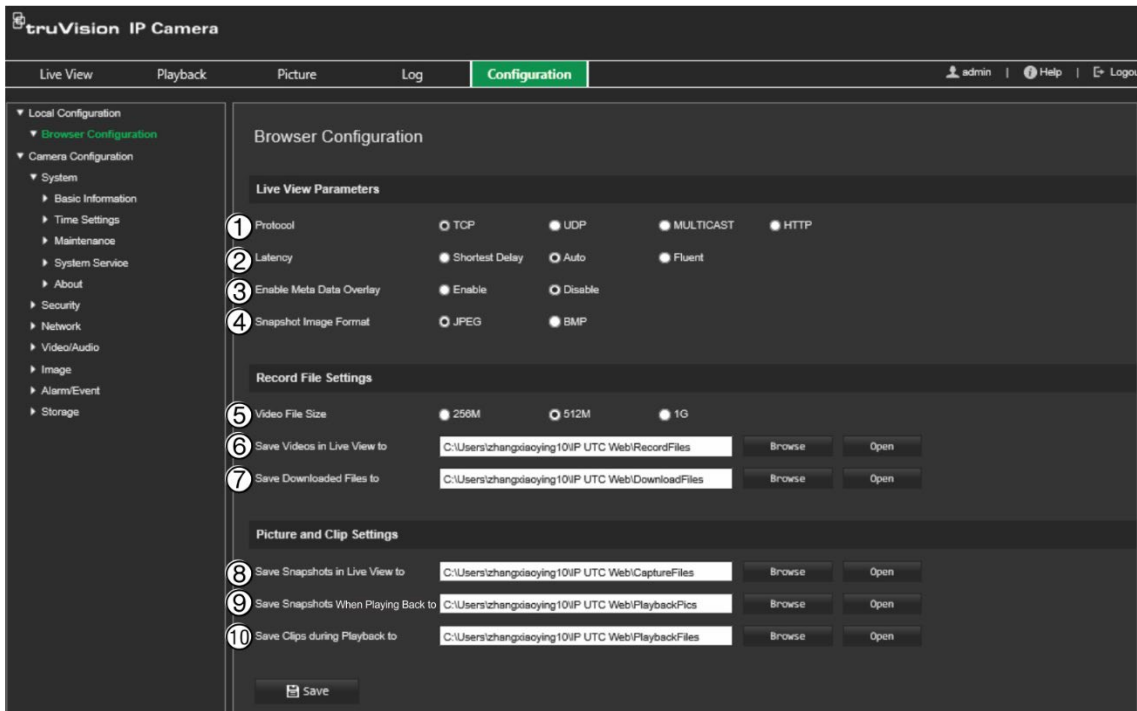 truVision IP Camera
Live View Playback Picture Log Configuration admin | Help | Logou
Local Configuration
Browser Configuration
Camera Configuration
System
Basic Information
Time Settings
Maintenance
System Service
About
Security
Network
Video/Audio
Image
Alarm/Event
Storage
Browser Configuration
Live View Parameters
1 Protocol TCP UDP MULTICAST HTTP
2 Latency Shortest Delay Auto Fluent
3 Enable Meta Data Overlay Enable Disable
4 Snapshot Image Format JPEG BMP
Record File Settings
5 Video File Size 256M 512M 1G
6 Save Videos in Live View to C:\Users\zhangxiaoying10\IP UTC Web\RecordFiles Browse Open
7 Save Downloaded Files to C:\Users\zhangxiaoying10\IP UTC Web\DownloadFiles Browse Open
Picture and Clip Settings
8 Save Snapshots in Live View to C:\Users\zhangxiaoying10\IP UTC Web\CaptureFiles Browse Open
9 Save Snapshots When Playing Back to C:\Users\zhangxiaoying10\IP UTC Web\PlaybackPics Browse Open
10 Save Clips during Playback to C:\Users\zhangxiaoying10\IP UTC Web\PlaybackFiles Browse Open
Save